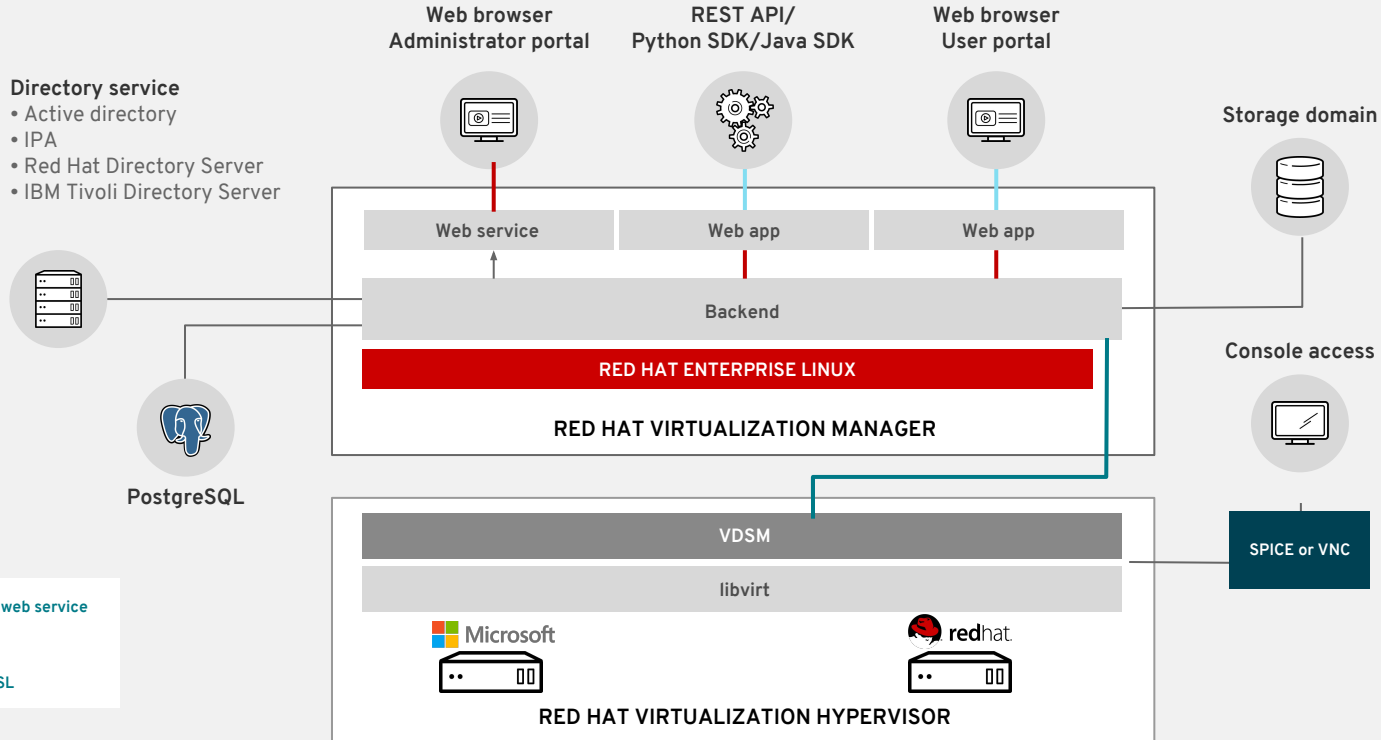 Web browser
Administrator portal
REST API/
Python SDK/Java SDK
Web browser
User portal
Directory service
• Active directory
• IPA
• Red Hat Directory Server
• IBM Tivoli Directory Server
Storage domain
Web service
Web app
Web app
Backend
RED HAT ENTERPRISE LINUX
RED HAT VIRTUALIZATION MANAGER
Console access
PostgreSQL
VDSM
SPICE or VNC
libvirt
web service
Microsoft
redhat.
RED HAT VIRTUALIZATION HYPERVISOR